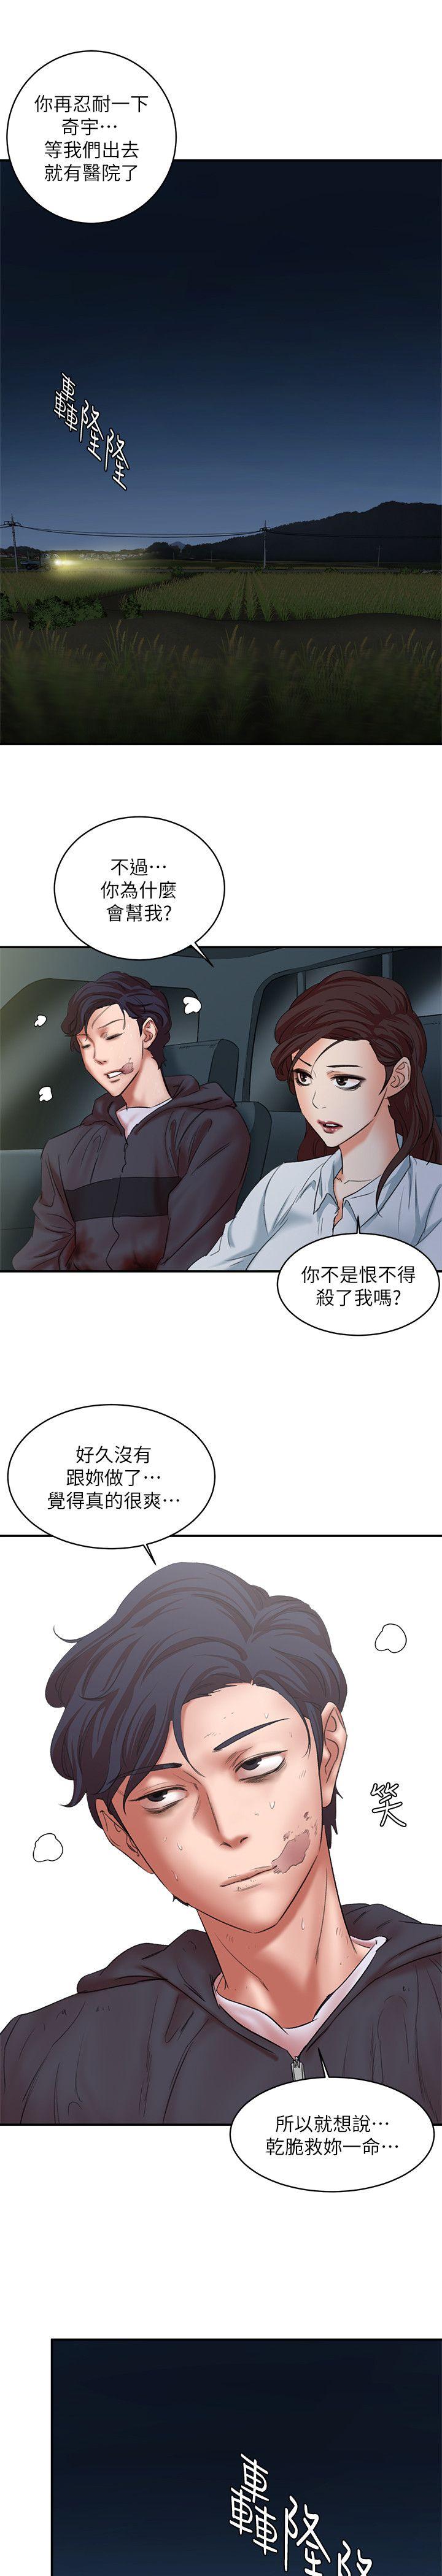 你再忍耐一下
奇宇⋯
等我們出去
就有醫院了
轟隆隆
不過⋯
你為什麼
會幫我?
你不是恨不得
殺了我嗎?
好久沒有
跟妳做了⋯
覺得真的很爽⋯
笑
所以就想說⋯
乾脆救妳一命⋯
轟隆隆